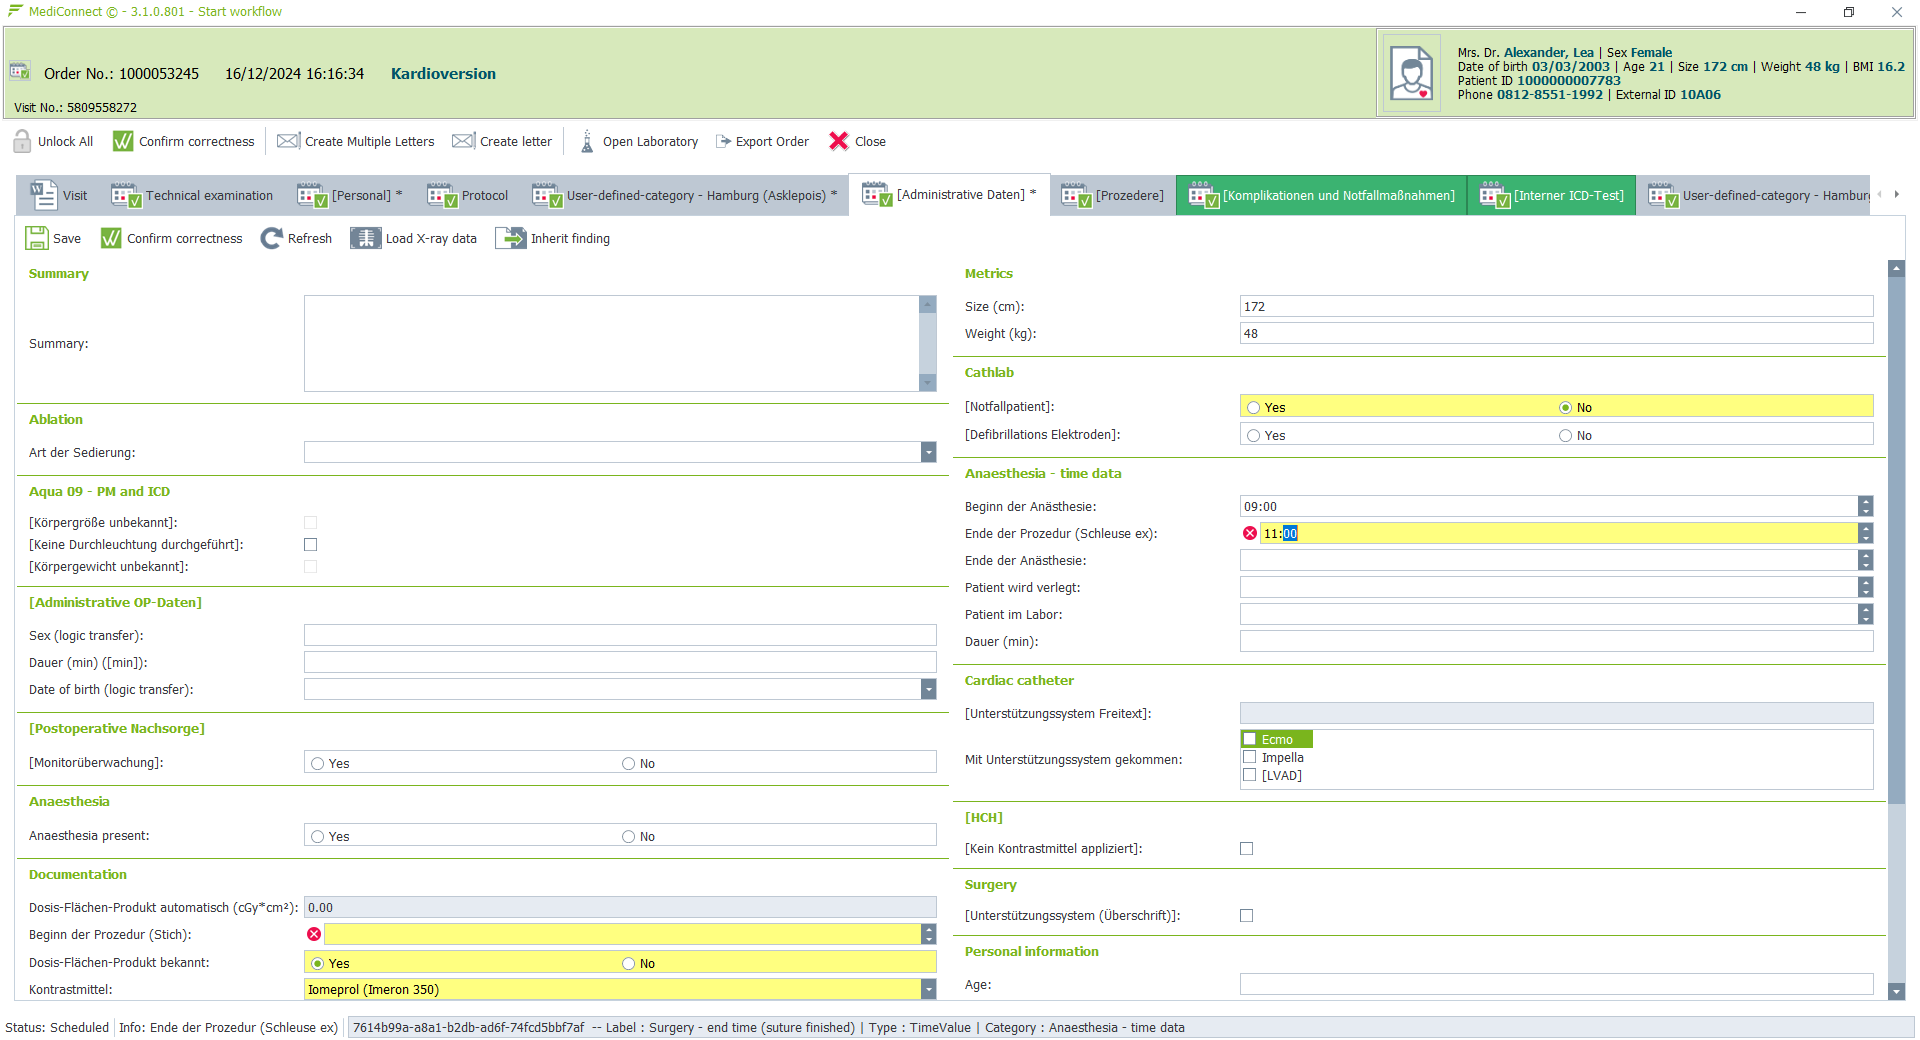 MediConnect © - 3.1.0.801 - Start workflow
Order No.: 1000053245 16/12/2024 16:16:34 Kardioversion
Visit No.: 5809558272
Mrs. Dr. Alexander, Lea | Sex Female
Date of birth 03/03/2003 | Age 21 | Size 172 cm | Weight 48 kg | BMI 16.2
Patient ID 1000000007783
Phone 0812-8551-1992 | External ID 10A06
Unlock All Confirm correctness Create Multiple Letters Create letter Open Laboratory Export Order Close
Visit Technical examination [Personal] * Protocol User-defined-category - Hamburg (Asklepois) * [Administrative Daten] * [Prozedere] [Komplikationen und Notfallmaßnahmen] [Interner ICD-Test] User-defined-category - Hamburg
Save Confirm correctness Refresh Load X-ray data Inherit finding
Summary
Summary:
Ablation
Art der Sedierung:
Aqua 09 - PM and ICD
[Körpergröße unbekannt]:
[Keine Durchleuchtung durchgeführt]:
[Körpergewicht unbekannt]:
[Administrative OP-Daten]
Sex (logic transfer):
Dauer (min) ([min]):
Date of birth (logic transfer):
[Postoperative Nachsorge]
[Monitorüberwachung]: Yes No
Anaesthesia
Anaesthesia present: Yes No
Documentation
Dosis-Flächen-Produkt automatisch (cGy*cm²): 0.00
Beginn der Prozedur (Stich):
Dosis-Flächen-Produkt bekannt: Yes No
Kontrastmittel: Iomeprol (Imeron 350)
Metrics
Size (cm): 172
Weight (kg): 48
Cathlab
[Notfallpatient]: Yes No
[Defibrillations Elektroden]: Yes No
Anaesthesia - time data
Beginn der Anästhesie: 09:00
Ende der Prozedur (Schleuse ex): 11:00
Ende der Anästhesie:
Patient wird verlegt:
Patient im Labor:
Dauer (min):
Cardiac catheter
[Unterstützungssystem Freitext]:
Mit Unterstützungssystem gekommen: Ecmo
Impella
[LVAD]
[HCH]
[Kein Kontrastmittel appliziert]:
Surgery
[Unterstützungssystem (Überschrift)]:
Personal information
Age:
Status: Scheduled Info: Ende der Prozedur (Schleuse ex) 7614b99a-a8a1-b2db-ad6f-74fcd5bbf7af -- Label : Surgery - end time (suture finished) | Type : TimeValue | Category : Anaesthesia - time data